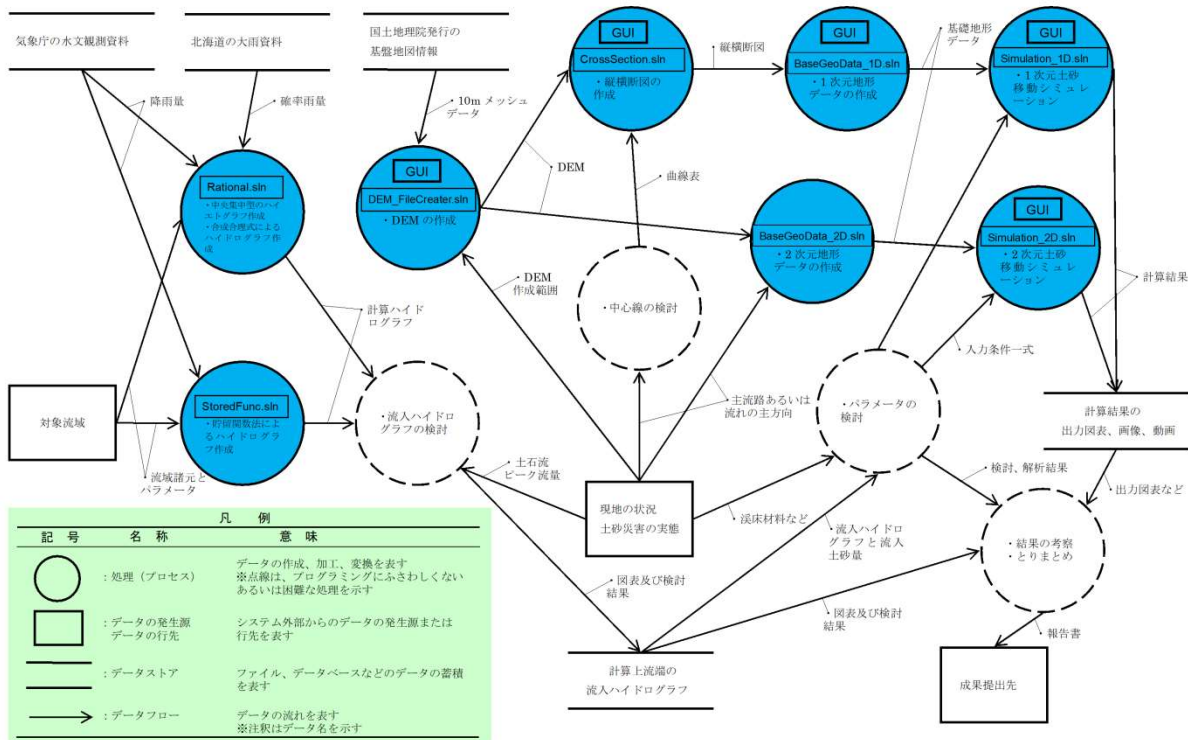 気象庁の水文観測資料
北海道の大雨資料
国土地理院発行の
基盤地図情報
GUI
CrossSection.sln
・縦横断図の
作成
縦横断図
GUI
BaseGeoData_1D.sln
・1次元地形
データの作成
基礎地形
データ
GUI
Simulation_1D.sln
・1次元土砂
移動シミュレ
ーション
降雨量
確率雨量
10mメッシュ
データ
Rational.sln
・中央集中型のハイ
エトグラフ作成
・合成合理式による
ハイドログラフ作
成
GUI
DEM_FileCreater.sln
・DEMの作成
DEM
曲線表
BaseGeoData_2D.sln
・2次元地形
データの作成
GUI
Simulation_2D.sln
・2次元土砂
移動シミュレ
ーション
計算結果
DEM
作成範囲
・中心線の検討
計算ハイド
ログラフ
入力条件一式
対象流域
StoredFunc.sln
・貯留関数法によ
るハイドログラ
フ作成
・流入ハイドロ
グラフの検討
主流路あるいは
流れの主方向
・パラメータの
検討
計算結果の
出力図表、画像、動画
流域諸元と
パラメータ
土石流
ピーク流量
現地の状況
土砂災害の実態
渓床材料など
検討、解析結果
出力図表など
流入ハイドロ
グラフと流入
土砂量
・結果の考察
・とりまとめ
図表及び検討
結果
図表及び検討
結果
報告書
計算上流端の
流入ハイドログラフ
成果提出先
凡 例
記 号 名 称 意 味
：処理（プロセス） データの作成、加工、変換を表す
※点線は、プログラミングにふさわしくない
あるいは困難な処理を示す
：データの発生源 システム外部からのデータの発生源または
データの行先 行先を表す
：データストア ファイル、データベースなどのデータの蓄積
を表す
：データフロー データの流れを表す
※注釈はデータ名を示す